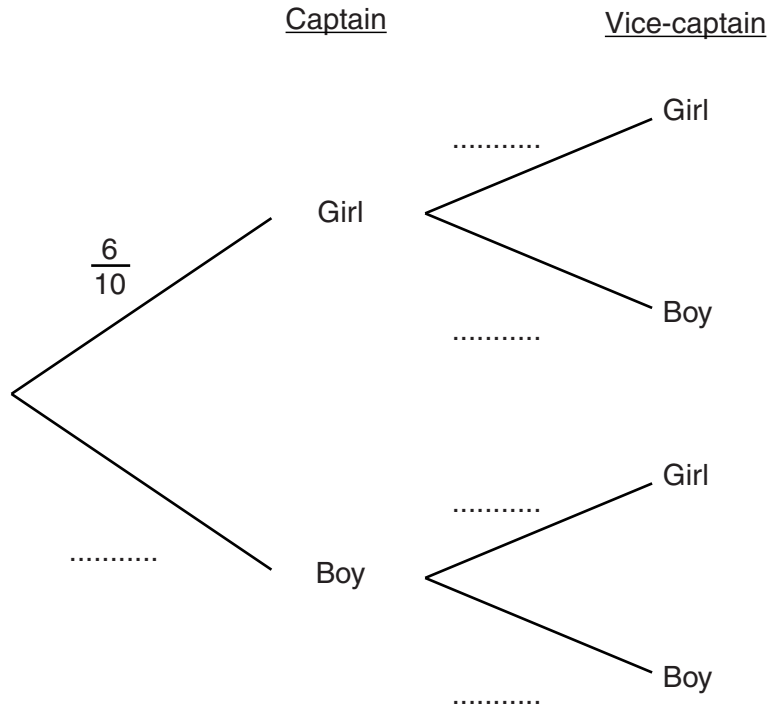 Captain
Vice-captain
Girl
...........
Girl
6
10
Boy
...........
Girl
...........
...........
Boy
Boy
...........